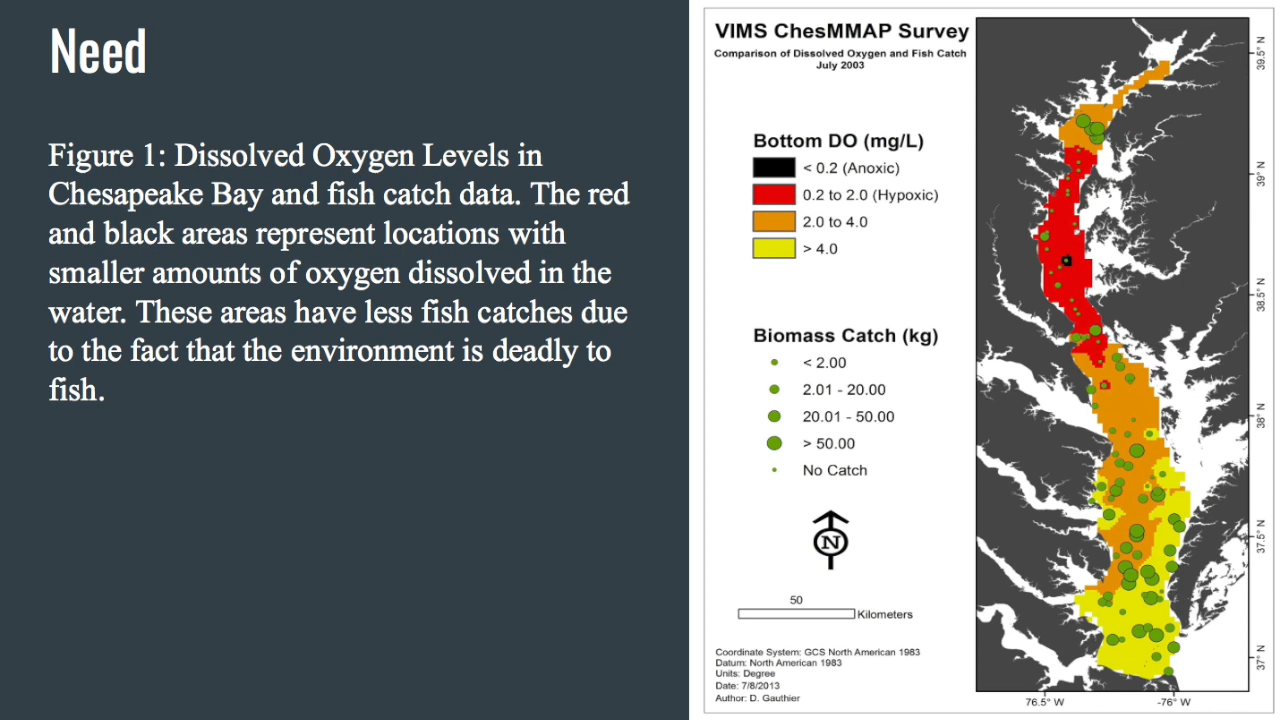 Need
Figure 1: Dissolved Oxygen Levels in
Chesapeake Bay and fish catch data. The red
and black areas represent locations with
smaller amounts of oxygen dissolved in the
water. These areas have less fish catches due
to the fact that the environment is deadly to
fish.
VIMS ChesMMAP Survey
Comparison of Dissolved Oxygen and Fish Catch
July 2003
Bottom DO (mg/L)
< 0.2 (Anoxic)
0.2 to 2.0 (Hypoxic)
2.0 to 4.0
> 4.0
Biomass Catch (kg)
< 2.00
2.01 - 20.00
20.01 - 50.00
> 50.00
No Catch
N
50
Kilometers
Coordinate System: GCS North American 1983
Datum: North American 1983
Units: Degree
Date: 7/8/2013
Author: D. Gauthier
39.5° N
39° N
38.5° N
38° N
37.5° N
37° N
76.5° W
-76° W